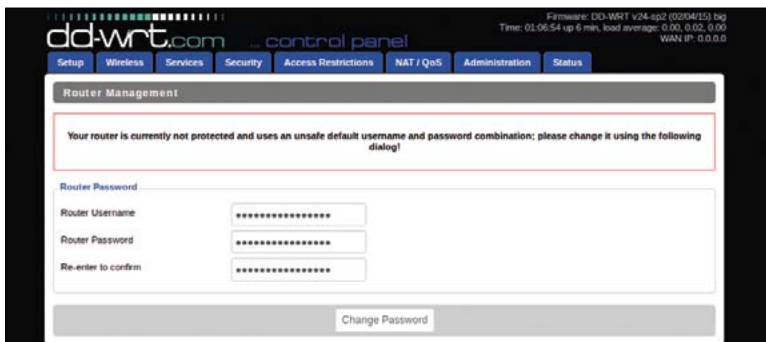 Firmware: DD-WRT v24-sp2 (02/04/15) big
Time: 01:06:54 up 6 min, load average: 0.00, 0.02, 0.00
WAN IP: 0.0.0.0
dd-wrt.com ... control panel
Setup Wireless Services Security Access Restrictions NAT / QoS Administration Status
Router Management
Your router is currently not protected and uses an unsafe default username and password combination; please change it using the following
dialog!
Router Password
Router Username ****************
Router Password ****************
Re-enter to confirm ****************
Change Password